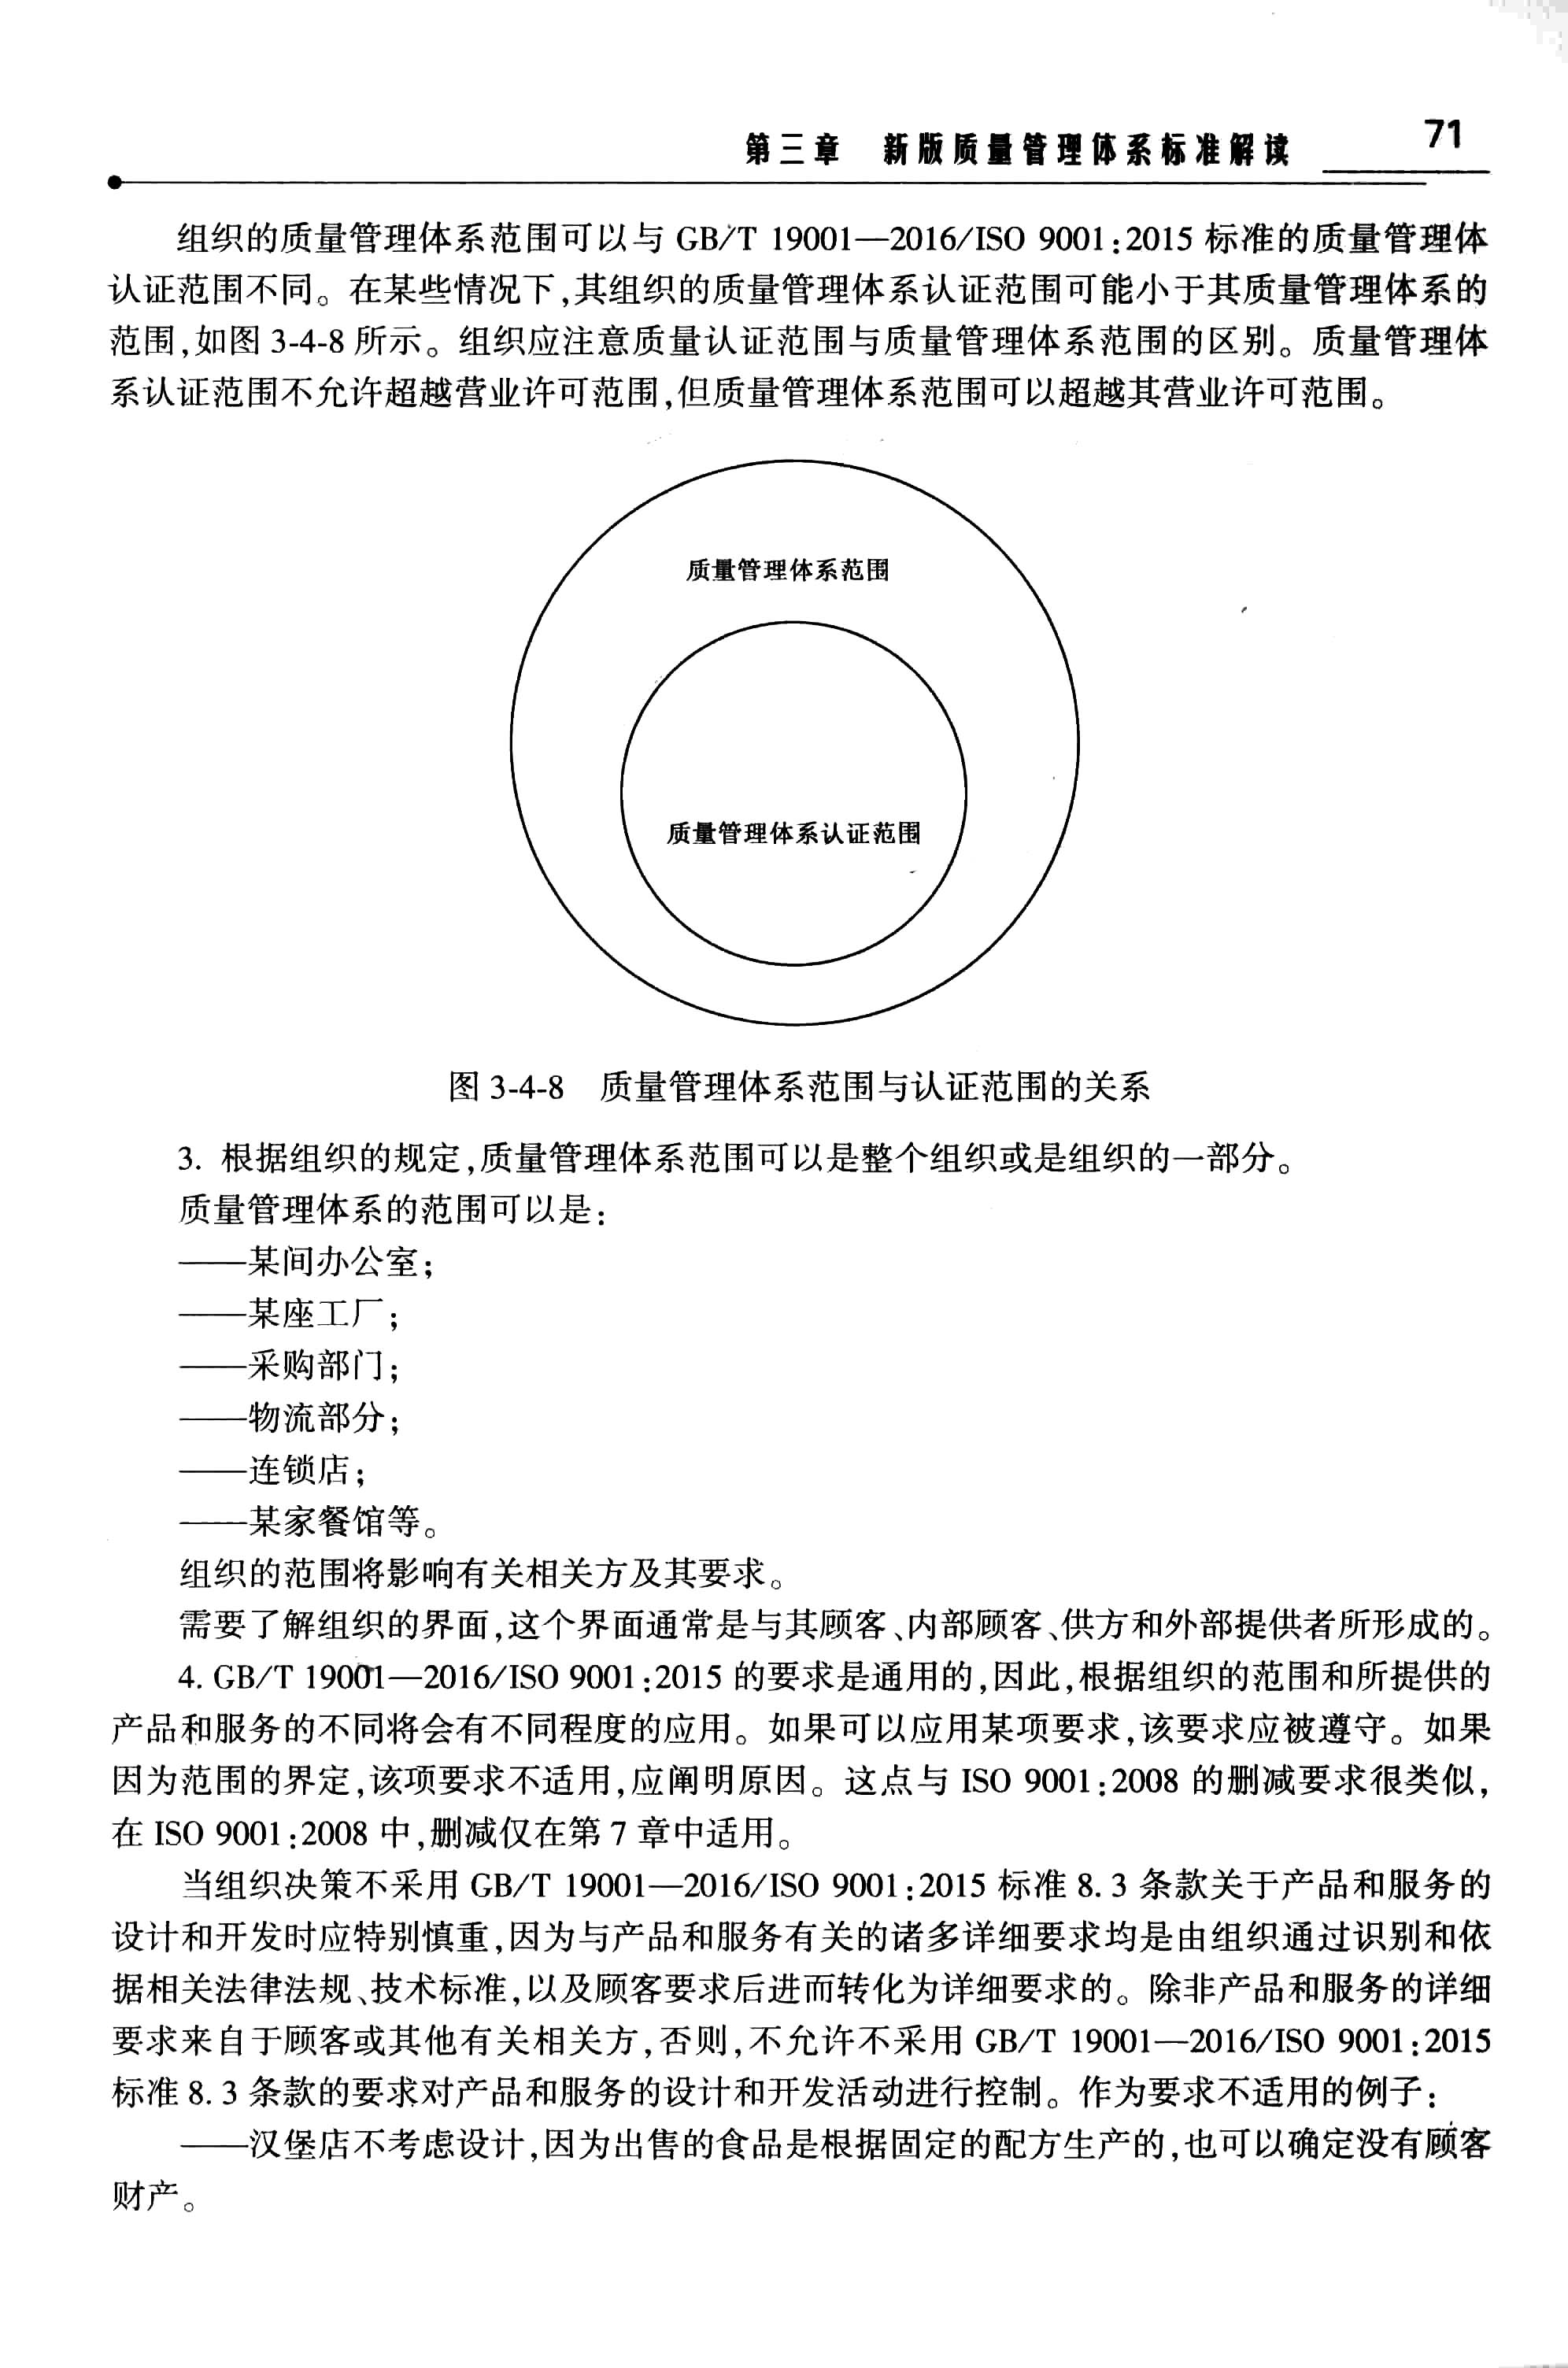 第三章 新版质量管理体系标准解读 71
组织的质量管理体系范围可以与 GB/T 19001—2016/ISO 9001:2015 标准的质量管理体
认证范围不同。在某些情况下,其组织的质量管理体系认证范围可能小于其质量管理体系的
范围,如图 3-4-8 所示。组织应注意质量认证范围与质量管理体系范围的区别。质量管理体
系认证范围不允许超越营业许可范围,但质量管理体系范围可以超越其营业许可范围。
质量管理体系范围
质量管理体系认证范围
图 3-4-8 质量管理体系范围与认证范围的关系
3. 根据组织的规定,质量管理体系范围可以是整个组织或是组织的一部分。
质量管理体系的范围可以是:
——某间办公室;
——某座工厂;
——采购部门;
——物流部分;
——连锁店;
——某家餐馆等。
组织的范围将影响有关相关方及其要求。
需要了解组织的界面,这个界面通常是与其顾客、内部顾客、供方和外部提供者所形成的。
4. GB/T 19001—2016/ISO 9001:2015 的要求是通用的,因此,根据组织的范围和所提供的
产品和服务的不同将会有不同程度的应用。如果可以应用某项要求,该要求应被遵守。如果
因为范围的界定,该项要求不适用,应阐明原因。这点与 ISO 9001:2008 的删减要求很类似,
在 ISO 9001:2008 中,删减仅在第 7 章中适用。
当组织决策不采用 GB/T 19001—2016/ISO 9001:2015 标准 8.3 条款关于产品和服务的
设计和开发时应特别慎重,因为与产品和服务有关的诸多详细要求均是由组织通过识别和依
据相关法律法规、技术标准,以及顾客要求后进而转化为详细要求的。除非产品和服务的详细
要求来自于顾客或其他有关相关方,否则,不允许不采用 GB/T 19001—2016/ISO 9001:2015
标准 8.3 条款的要求对产品和服务的设计和开发活动进行控制。作为要求不适用的例子:
——汉堡店不考虑设计,因为出售的食品是根据固定的配方生产的,也可以确定没有顾客
财产。